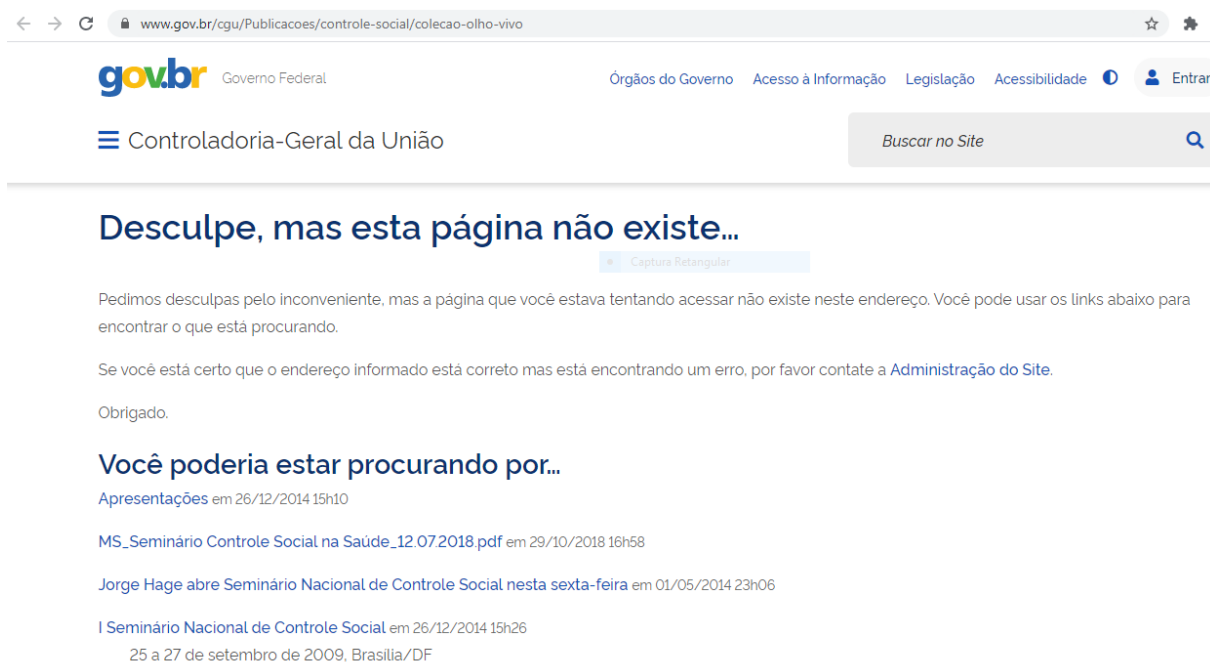 www.gov.br/cgu/Publicacoes/controle-social/colecao-olho-vivo
gov.br Governo Federal Órgãos do Governo Acesso à Informação Legislação Acessibilidade Entrar
Controladoria-Geral da União Buscar no Site
Desculpe, mas esta página não existe...
Captura Retangular
Pedimos desculpas pelo inconveniente, mas a página que você estava tentando acessar não existe neste endereço. Você pode usar os links abaixo para
encontrar o que está procurando.
Se você está certo que o endereço informado está correto mas está encontrando um erro, por favor contate a Administração do Site.
Obrigado.
Você poderia estar procurando por...
Apresentações em 26/12/2014 15h10
MS_Seminário Controle Social na Saúde_12.07.2018.pdf em 29/10/2018 16h58
Jorge Hage abre Seminário Nacional de Controle Social nesta sexta-feira em 01/05/2014 23h06
I Seminário Nacional de Controle Social em 26/12/2014 15h26
25 a 27 de setembro de 2009, Brasília/DF